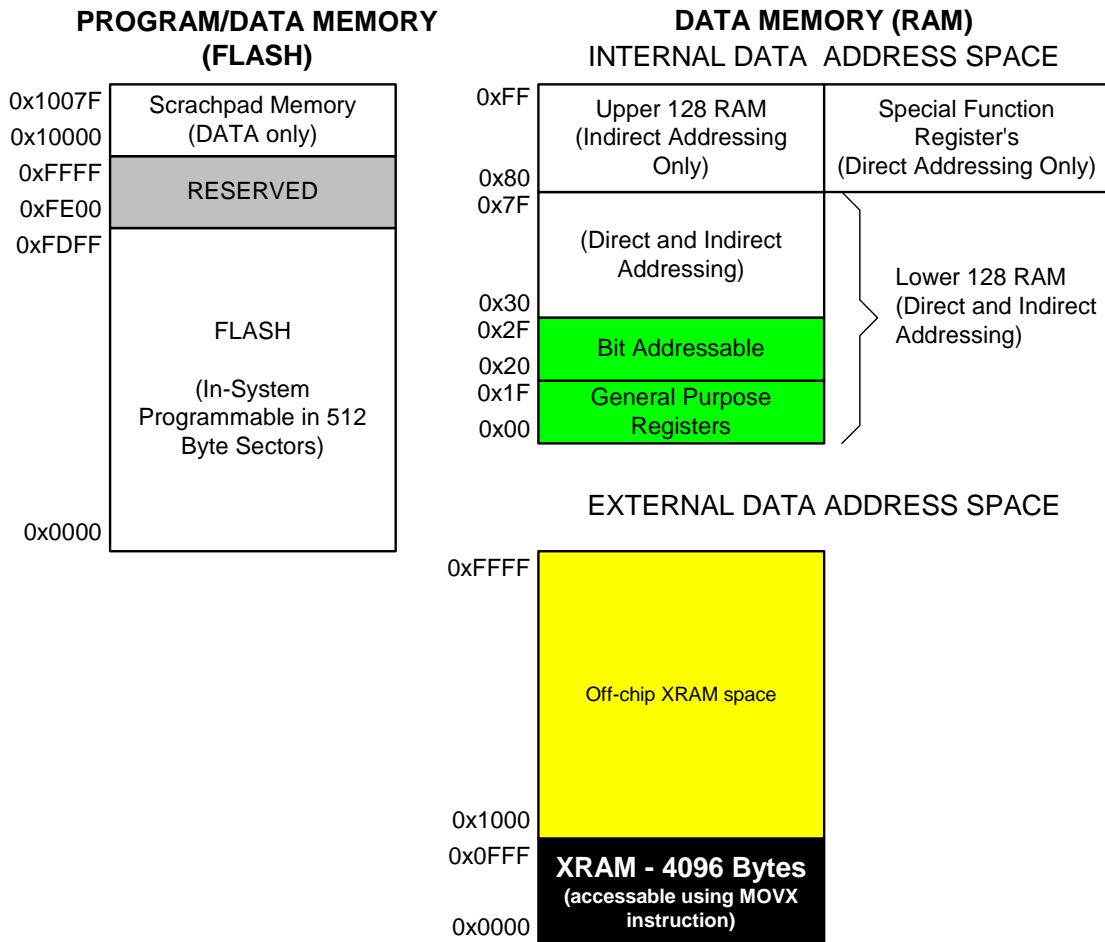 PROGRAM/DATA MEMORY
(FLASH)
0x1007F
Scrachpad Memory
(DATA only)
0x10000
0xFFFF
RESERVED
0xFE00
0xFDFF
FLASH
(In-System
Programmable in 512
Byte Sectors)
0x0000
DATA MEMORY (RAM)
INTERNAL DATA ADDRESS SPACE
0xFF
Upper 128 RAM
(Indirect Addressing
Only)
0x80
Special Function
Register's
(Direct Addressing Only)
0x7F
(Direct and Indirect
Addressing)
0x30
0x2F
Bit Addressable
0x20
0x1F
General Purpose
Registers
0x00
Lower 128 RAM
(Direct and Indirect
Addressing)
EXTERNAL DATA ADDRESS SPACE
0xFFFF
Off-chip XRAM space
0x1000
0x0FFF
XRAM - 4096 Bytes
(accessable using MOVX
instruction)
0x0000